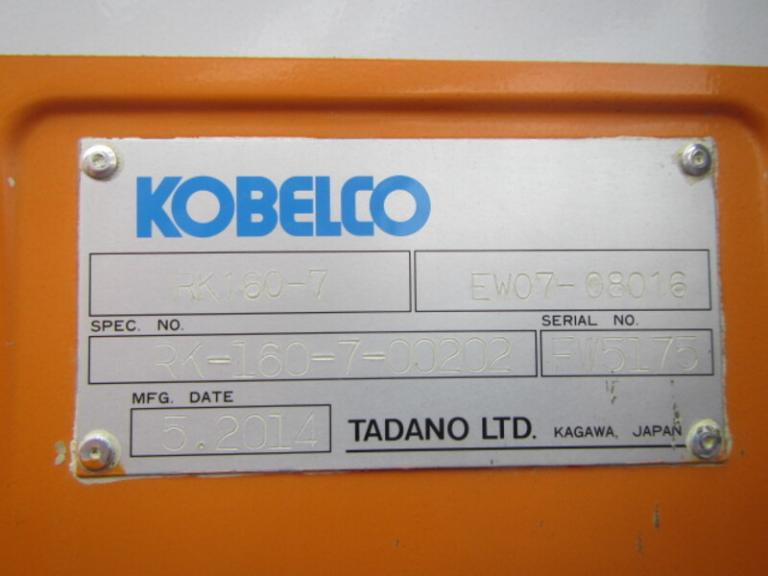 KOBELCO
RK160-7 EW07-08016
SPEC. NO. SERIAL NO.
RK-160-7-00202 FW5175
MFG. DATE
5.2014 TADANO LTD. KAGAWA, JAPAN